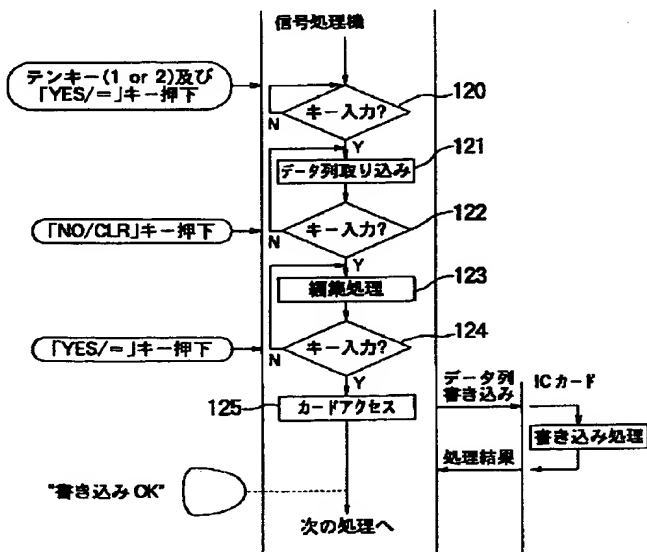 信号処理機
テンキー(1 or 2)及び
「YES/=」キー押下
キー入力?
120
N
Y
121
データ列取り込み
「NO/CLR」キー押下
キー入力?
122
N
Y
123
編集処理
「YES/=」キー押下
キー入力?
124
N
Y
125
カードアクセス
データ列
書き込み
ICカード
書き込み処理
処理結果
"書き込みOK"
次の処理へ